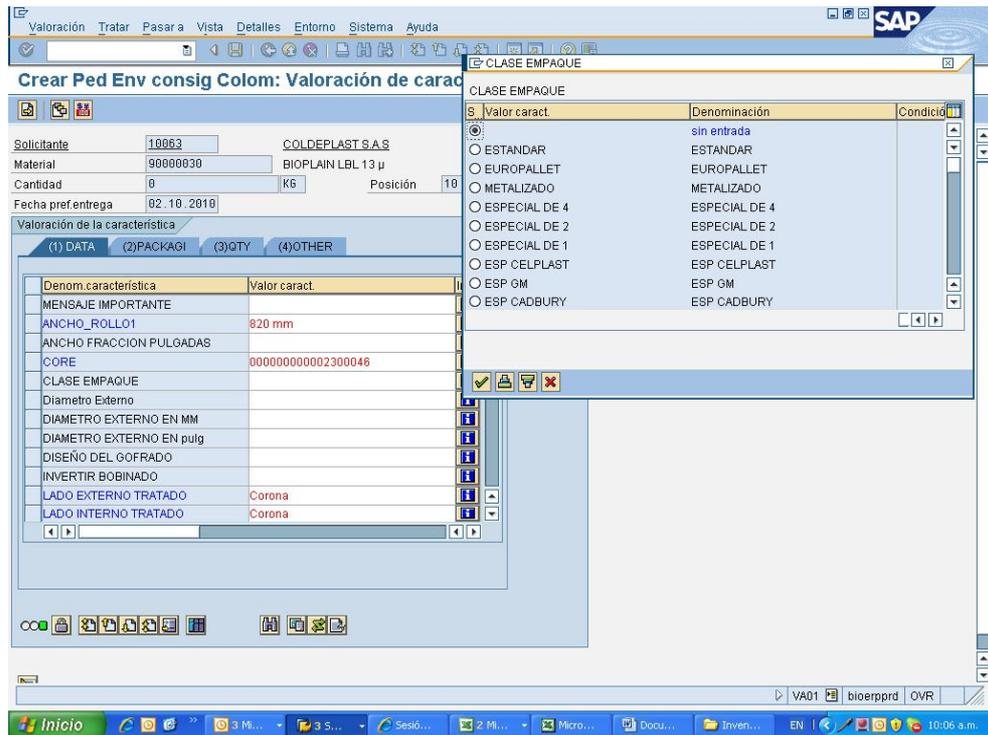 Valoración Tratar Pasar a Vista Detalles Entorno Sistema Ayuda
SAP
Crear Ped Env consig Colom: Valoración de carac
Solicitante 10063 COLDEPLAST S.A.S
Material 90000030 BIOPLAIN LBL 13 µ
Cantidad 0 KG Posición 10
Fecha pref.entrega 02.10.2010
Valoración de la característica
(1) DATA (2)PACKAGI (3)QTY (4)OTHER
Denom.característica Valor caract.
MENSAJE IMPORTANTE
ANCHO_ROLLO1 820 mm
ANCHO FRACCION PULGADAS
CORE 000000000002300046
CLASE EMPAQUE
Diametro Externo
DIAMETRO EXTERNO EN MM
DIAMETRO EXTERNO EN pulg
DISEÑO DEL GOFRADO
INVERTIR BOBINADO
LADO EXTERNO TRATADO Corona
LADO INTERNO TRATADO Corona
CLASE EMPAQUE
CLASE EMPAQUE
S.. Valor caract. Denominación Condició
sin entrada
ESTANDAR ESTANDAR
EUROPALLET EUROPALLET
METALIZADO METALIZADO
ESPECIAL DE 4 ESPECIAL DE 4
ESPECIAL DE 2 ESPECIAL DE 2
ESPECIAL DE 1 ESPECIAL DE 1
ESP CELPLAST ESP CELPLAST
ESP GM ESP GM
ESP CADBURY ESP CADBURY
VA01 bioerpprd OVR
Inicio 3 Mi... 3 S... Sesió... 2 Mi... Micro... Docu... Inven... EN 10:06 a.m.